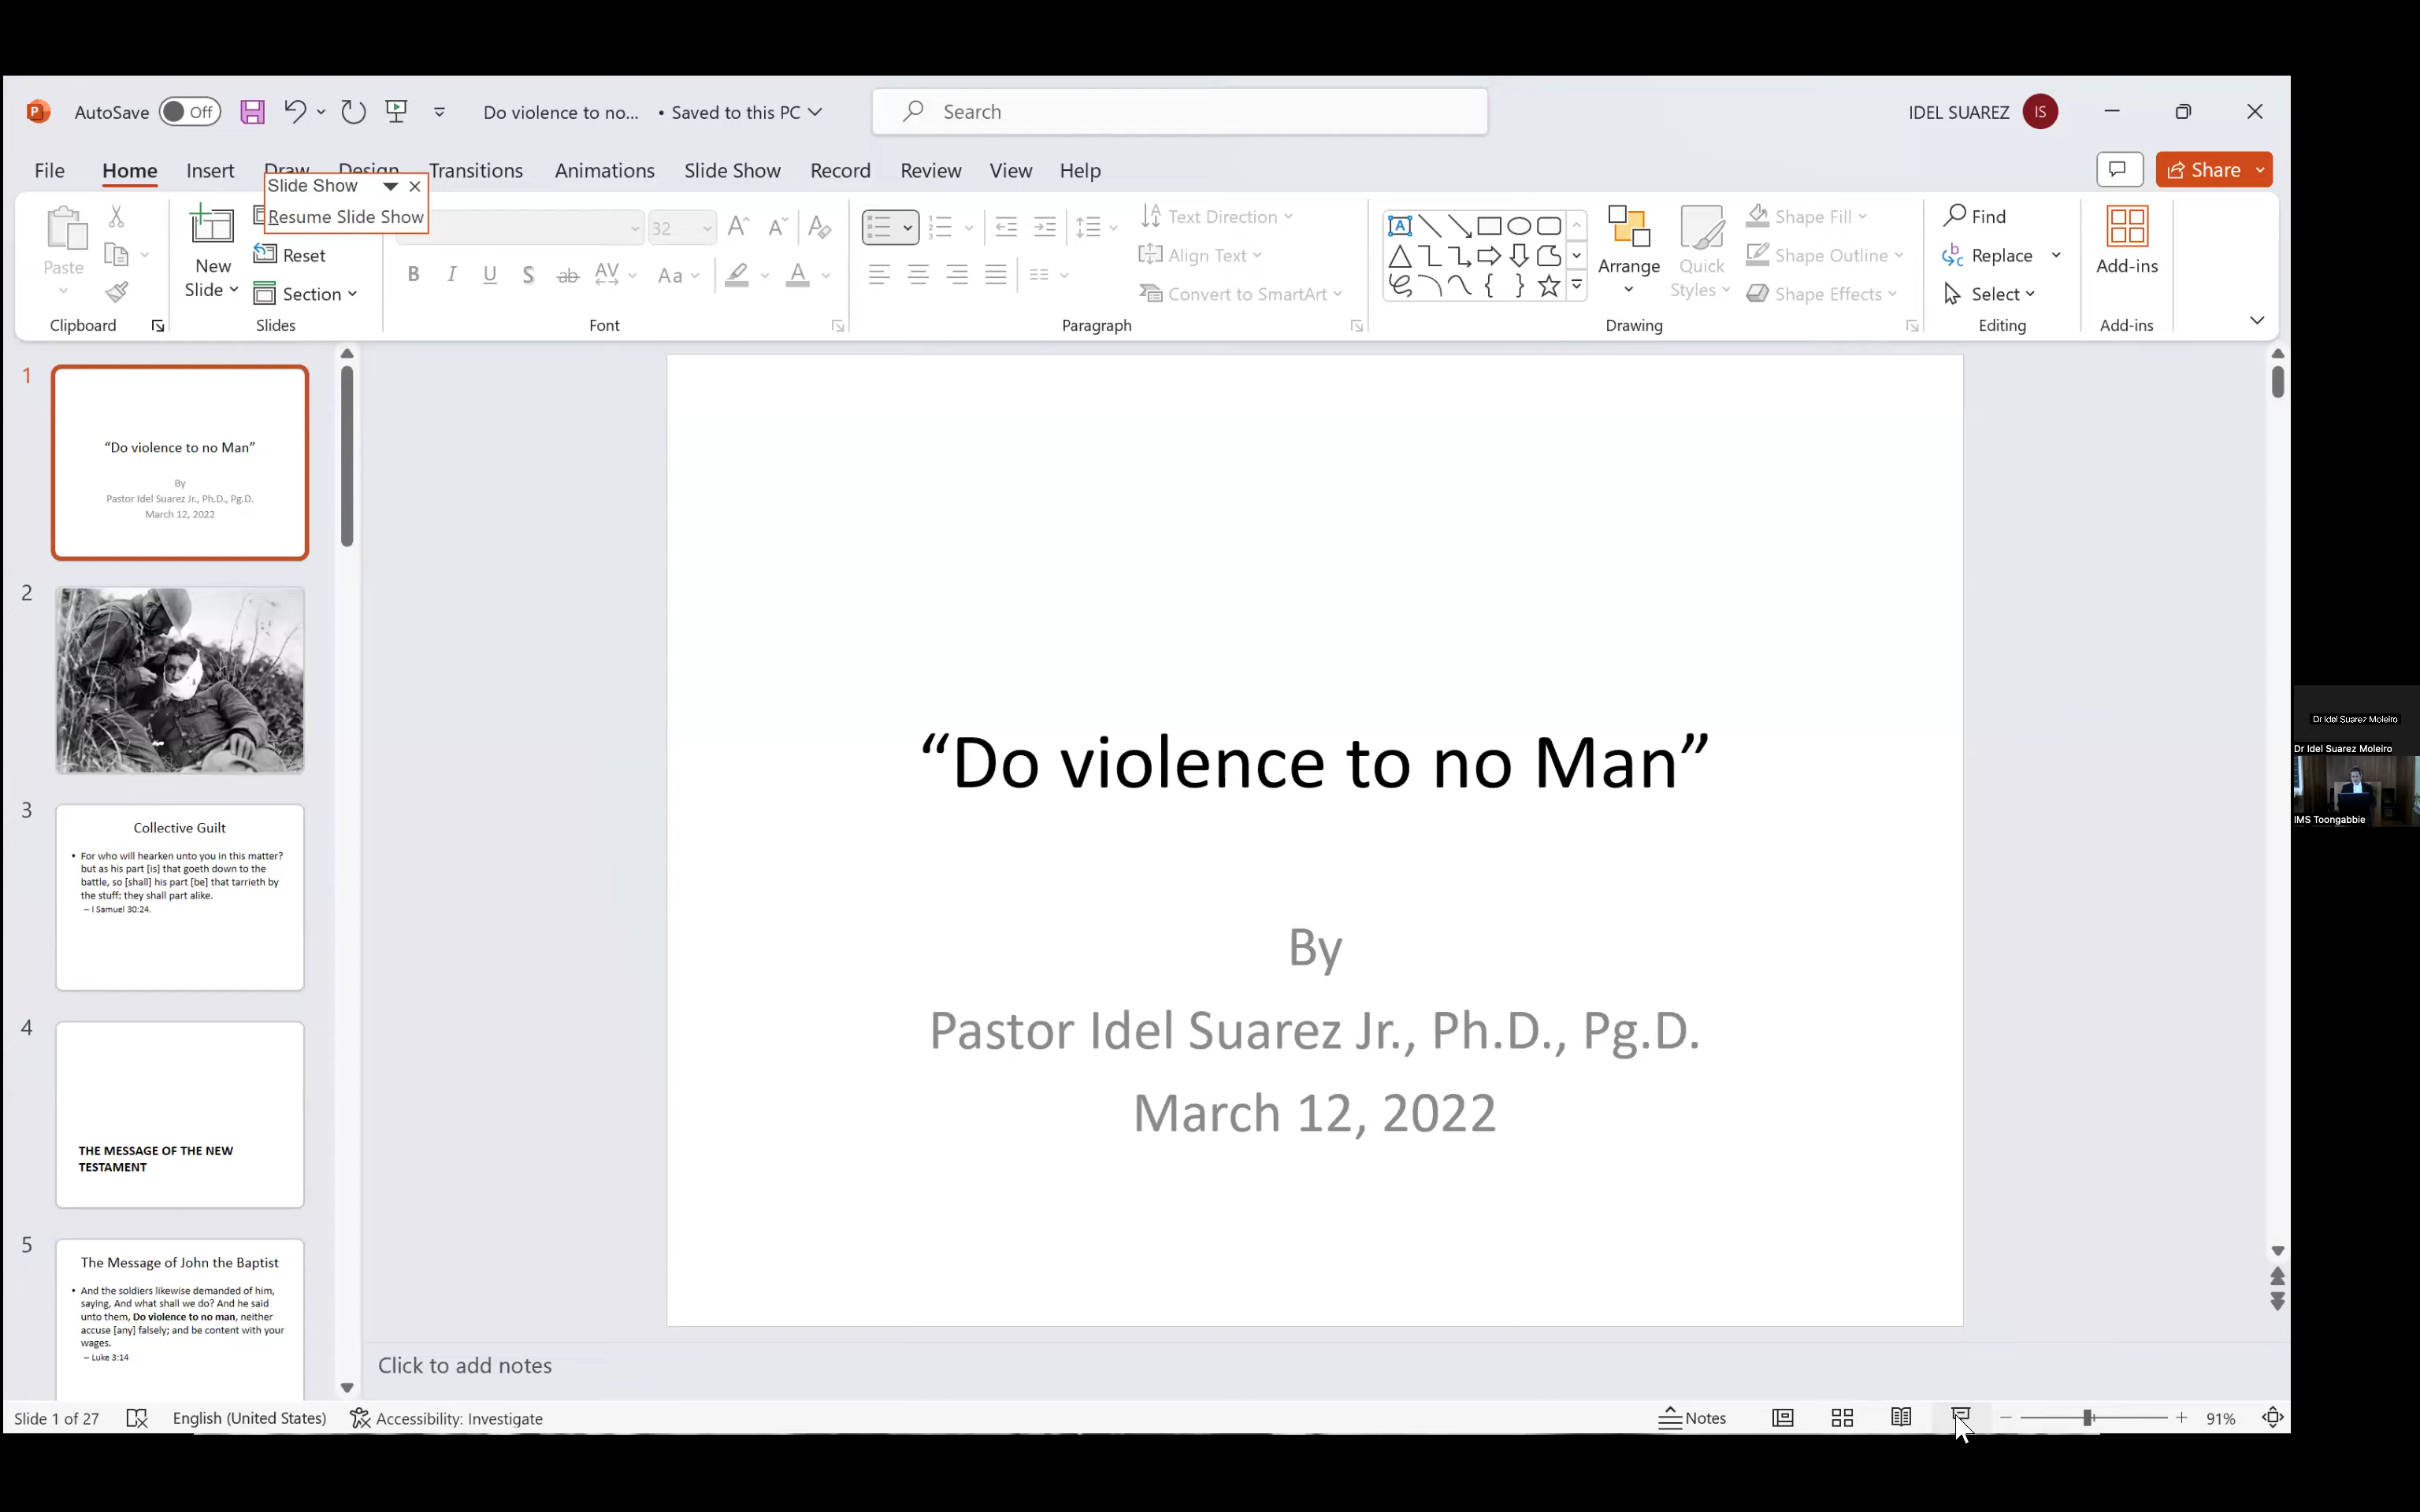 AutoSave Off Do violence to no... • Saved to this PC Search IDEL SUAREZ IS
File Home Insert Draw Design Transitions Animations Slide Show Record Review View Help Share
Slide Show
Resume Slide Show
Paste
New
Slide
Reset
Section
32
Text Direction
Align Text
Convert to SmartArt
Arrange
Quick
Styles
Shape Fill
Shape Outline
Shape Effects
Find
Replace
Select
Add-ins
Clipboard Slides Font Paragraph Drawing Editing Add-ins
1
“Do violence to no Man”
By
Pastor Idel Suarez Jr., Ph.D., Pg.D.
March 12, 2022
2
3
Collective Guilt
• For who will hearken unto you in this matter?
but as his part [is] that goeth down to the
battle, so [shall] his part [be] that tarrieth by
the stuff: they shall part alike.
– I Samuel 30:24.
4
THE MESSAGE OF THE NEW
TESTAMENT
5
The Message of John the Baptist
• And the soldiers likewise demanded of him,
saying, And what shall we do? And he said
unto them, Do violence to no man, neither
accuse [any] falsely; and be content with your
wages.
– Luke 3:14
“Do violence to no Man”
By
Pastor Idel Suarez Jr., Ph.D., Pg.D.
March 12, 2022
Dr Idel Suarez Moleiro
Dr Idel Suarez Moleiro
IMS Toongabbie
Click to add notes
Slide 1 of 27 English (United States) Accessibility: Investigate Notes 91%